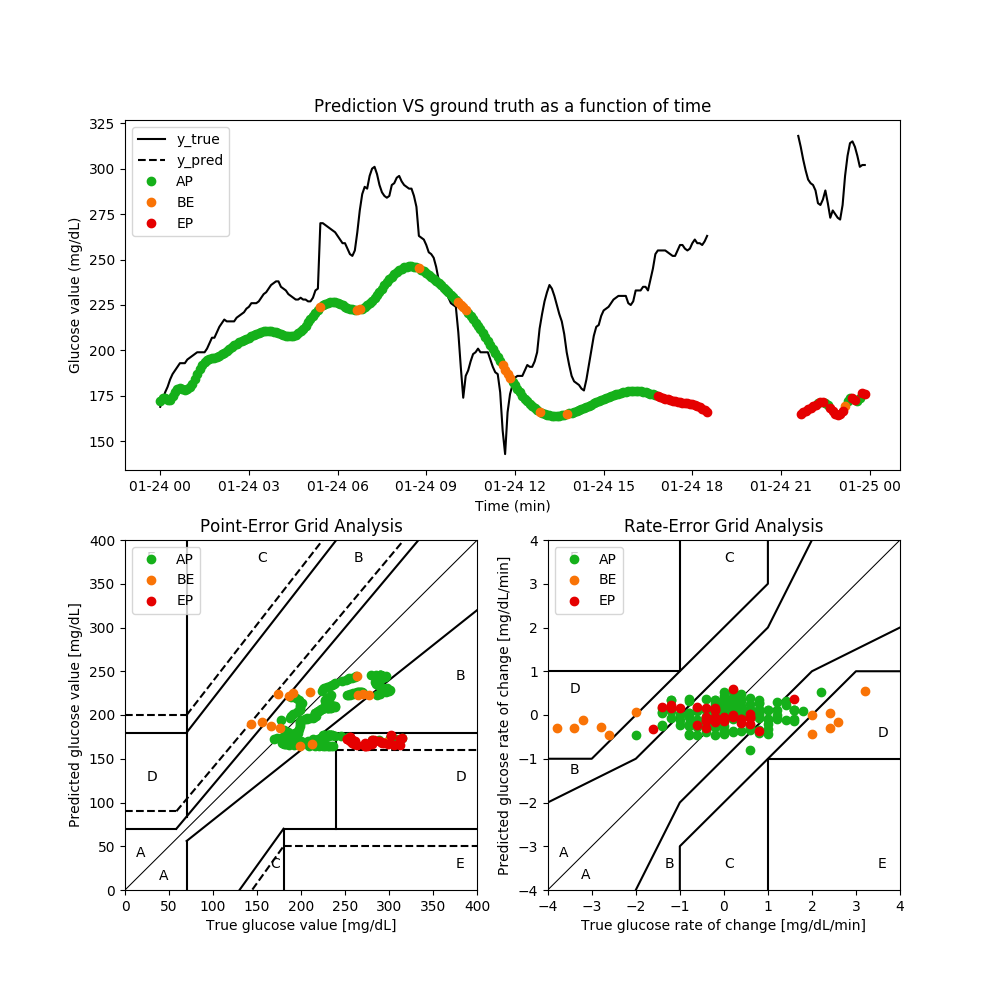 Prediction VS ground truth as a function of time
Glucose value (mg/dL)
325
300
275
250
225
200
175
150
y_true
y_pred
AP
BE
EP
01-24 00
01-24 03
01-24 06
01-24 09
01-24 12
01-24 15
01-24 18
01-24 21
01-25 00
Time (min)
Point-Error Grid Analysis
Predicted glucose value [mg/dL]
400
350
300
250
200
150
100
50
0
AP
BE
EP
C
B
B
D
D
A
A
C
E
0 50 100 150 200 250 300 350 400
True glucose value [mg/dL]
Rate-Error Grid Analysis
Predicted glucose rate of change [mg/dL/min]
4
3
2
1
0
−1
−2
−3
−4
AP
BE
EP
C
D
D
B
A
A
B
C
E
−4 −3 −2 −1 0 1 2 3 4
True glucose rate of change [mg/dL/min]